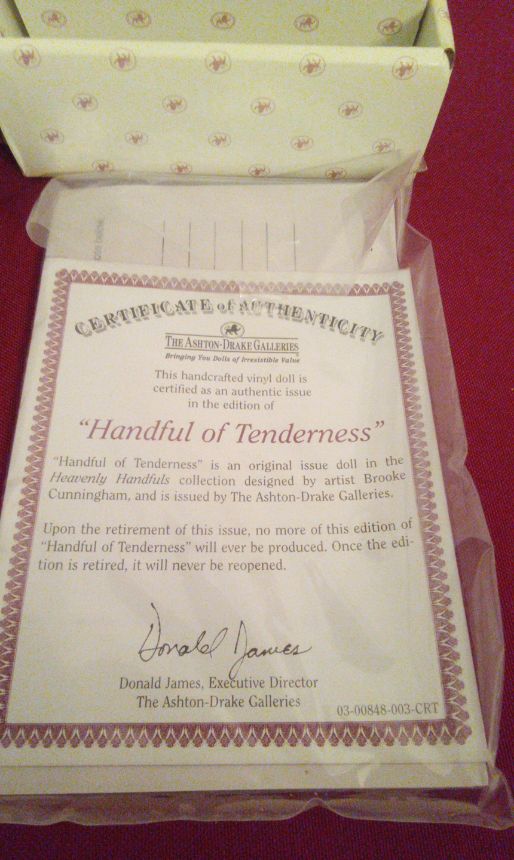 CERTIFICATE of AUTHENTICITY
THE ASHTON-DRAKE GALLERIES
Bringing You Dolls of Irresistible Value
This handcrafted vinyl doll is
certified as an authentic issue
in the edition of
"Handful of Tenderness"
"Handful of Tenderness" is an original issue doll in the
Heavenly Handfuls collection designed by artist Brooke
Cunningham, and is issued by The Ashton-Drake Galleries.
Upon the retirement of this issue, no more of this edition of
"Handful of Tenderness" will ever be produced. Once the edi-
tion is retired, it will never be reopened.
Donald James
Donald James, Executive Director
The Ashton-Drake Galleries
03-00848-003-CRT